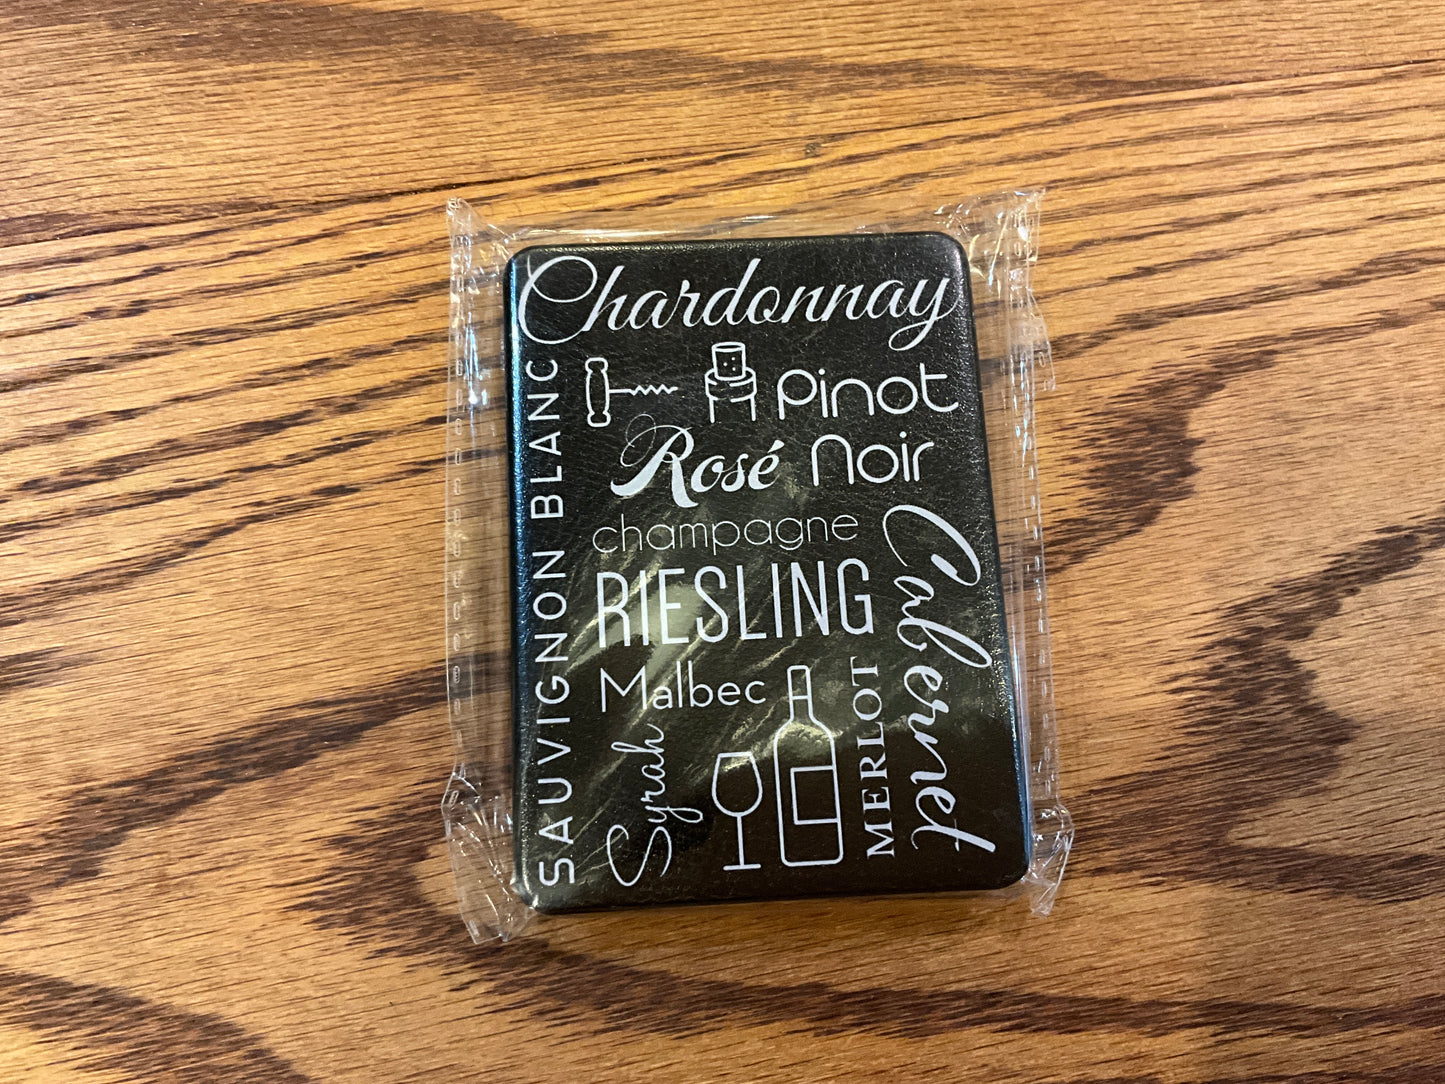 Chardonnay
SAUVIGNON BLANC
Pinot
Noir
Rosé
champagne
RIESLING
Cabernet
Malbec
MERLOT
Syrah